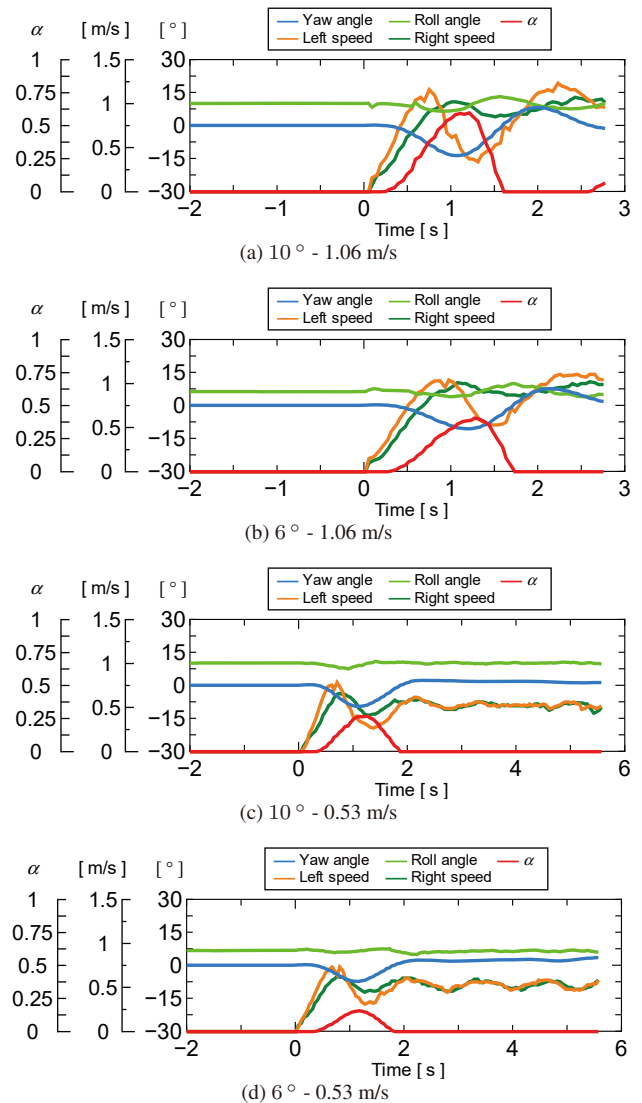 Yaw angle Roll angle α
Left speed Right speed
α [ m/s] [ ° ]
1 1.5 30
0.75 15
1
0.5 0
0.25 0.5 −15
0 0 −30
−2 −1 0 1 2 3
Time [ s ]
(a) 10 ° - 1.06 m/s
Yaw angle Roll angle α
Left speed Right speed
α [ m/s] [ ° ]
1 1.5 30
0.75 15
1
0.5 0
0.25 0.5 −15
0 0 −30
−2 −1 0 1 2 3
Time [ s ]
(b) 6 ° - 1.06 m/s
Yaw angle Roll angle α
Left speed Right speed
α [ m/s] [ ° ]
1 1.5 30
0.75 15
1
0.5 0
0.25 0.5 −15
0 0 −30
−2 0 2 4 6
Time [ s ]
(c) 10 ° - 0.53 m/s
Yaw angle Roll angle α
Left speed Right speed
α [ m/s] [ ° ]
1 1.5 30
0.75 15
1
0.5 0
0.25 0.5 −15
0 0 −30
−2 0 2 4 6
Time [ s ]
(d) 6 ° - 0.53 m/s